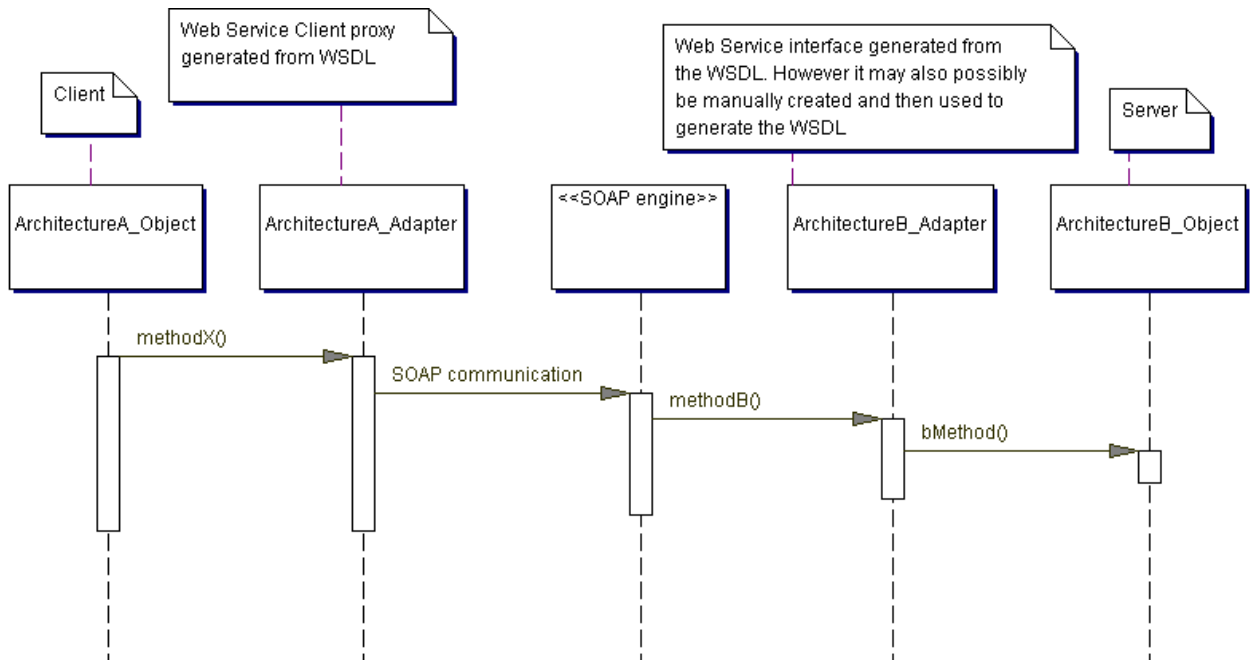 Web Service Client proxy
generated from WSDL
Client
Web Service interface generated from
the WSDL. However it may also possibly
be manually created and then used to
generate the WSDL
Server
ArchitectureA_Object
ArchitectureA_Adapter
<<SOAP engine>>
ArchitectureB_Adapter
ArchitectureB_Object
methodX()
SOAP communication
methodB()
bMethod()